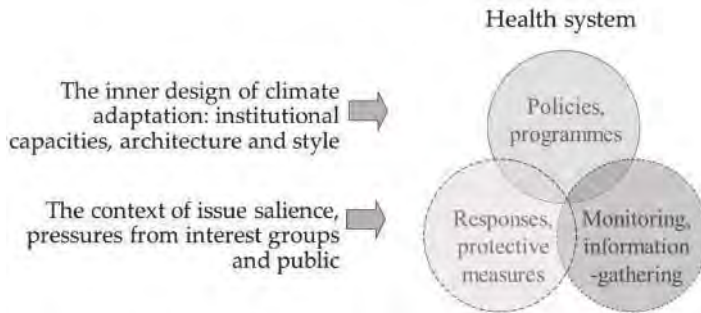 Health system
The inner design of climate
adaptation: institutional
capacities, architecture and style
Policies,
programmes
The context of issue salience,
pressures from interest groups
and public
Responses,
protective
measures
Monitoring,
information
-gathering